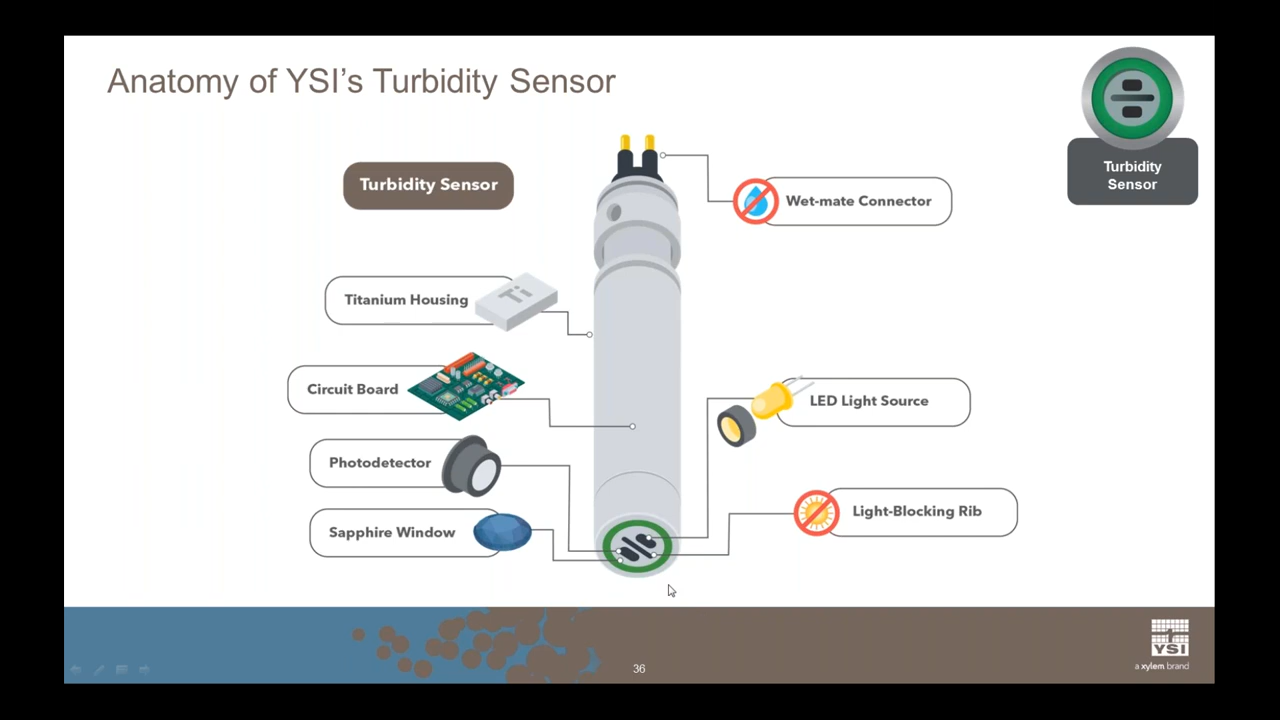 Anatomy of YSI's Turbidity Sensor
Turbidity
Sensor
Turbidity Sensor
Wet-mate Connector
Titanium Housing
Ti
Circuit Board
LED Light Source
Photodetector
Light-Blocking Rib
Sapphire Window
36
YSI
a xylem brand